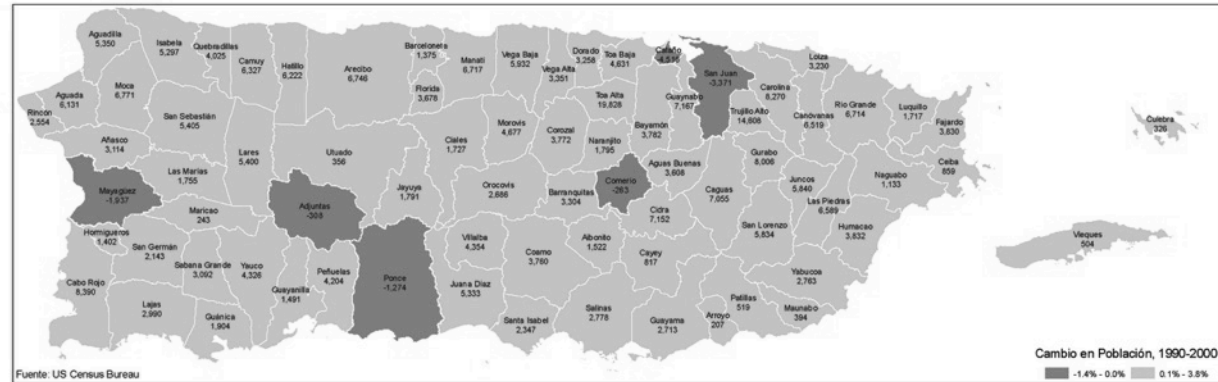 Aguadilla
5,350
Isabela
5,297
Quebradillas
4,025
Camuy
6,327
Hatillo
6,222
Arecibo
6,746
Barceloneta
1,375
Manatí
6,717
Vega Baja
5,932
Vega Alta
3,351
Dorado
3,258
Toa Baja
4,631
Cataño
San Juan
-3,371
Loiza
3,230
Moca
6,771
Aguada
6,131
Rincón
2,554
San Sebastián
5,405
Florida
3,678
Toa Alta
19,828
Guaynabo
7,167
Carolina
8,270
Trujillo Alto
14,608
Canóvanas
6,519
Río Grande
6,714
Luquillo
1,717
Fajardo
3,830
Culebra
326
Añasco
3,114
Lares
5,400
Utuado
356
Ciales
1,727
Morovis
4,677
Corozal
3,772
Naranjito
1,795
Bayamón
3,782
Aguas Buenas
3,608
Gurabo
8,006
Ceiba
859
Las Marías
1,755
Mayagüez
-1,937
Adjuntas
-308
Jayuya
1,791
Orocovis
2,686
Barranquitas
3,304
Comerío
-263
Cidra
7,152
Caguas
7,055
Juncos
5,840
Las Piedras
6,589
Naguabo
1,133
Maricao
243
Hormigueros
1,402
San Germán
2,143
Sabana Grande
3,092
Yauco
4,326
Guayanilla
1,491
Peñuelas
4,204
Ponce
-1,274
Villalba
4,354
Juana Díaz
5,333
Coamo
3,760
Aibonito
1,522
Cayey
817
San Lorenzo
5,834
Humacao
3,832
Vieques
504
Cabo Rojo
8,390
Lajas
2,990
Guánica
1,904
Santa Isabel
2,347
Salinas
2,778
Guayama
2,713
Arroyo
207
Patillas
519
Yabucoa
2,763
Maunabo
394
Cambio en Población, 1990-2000
-1.4% - 0.0%
0.1% - 3.8%
Fuente: US Census Bureau